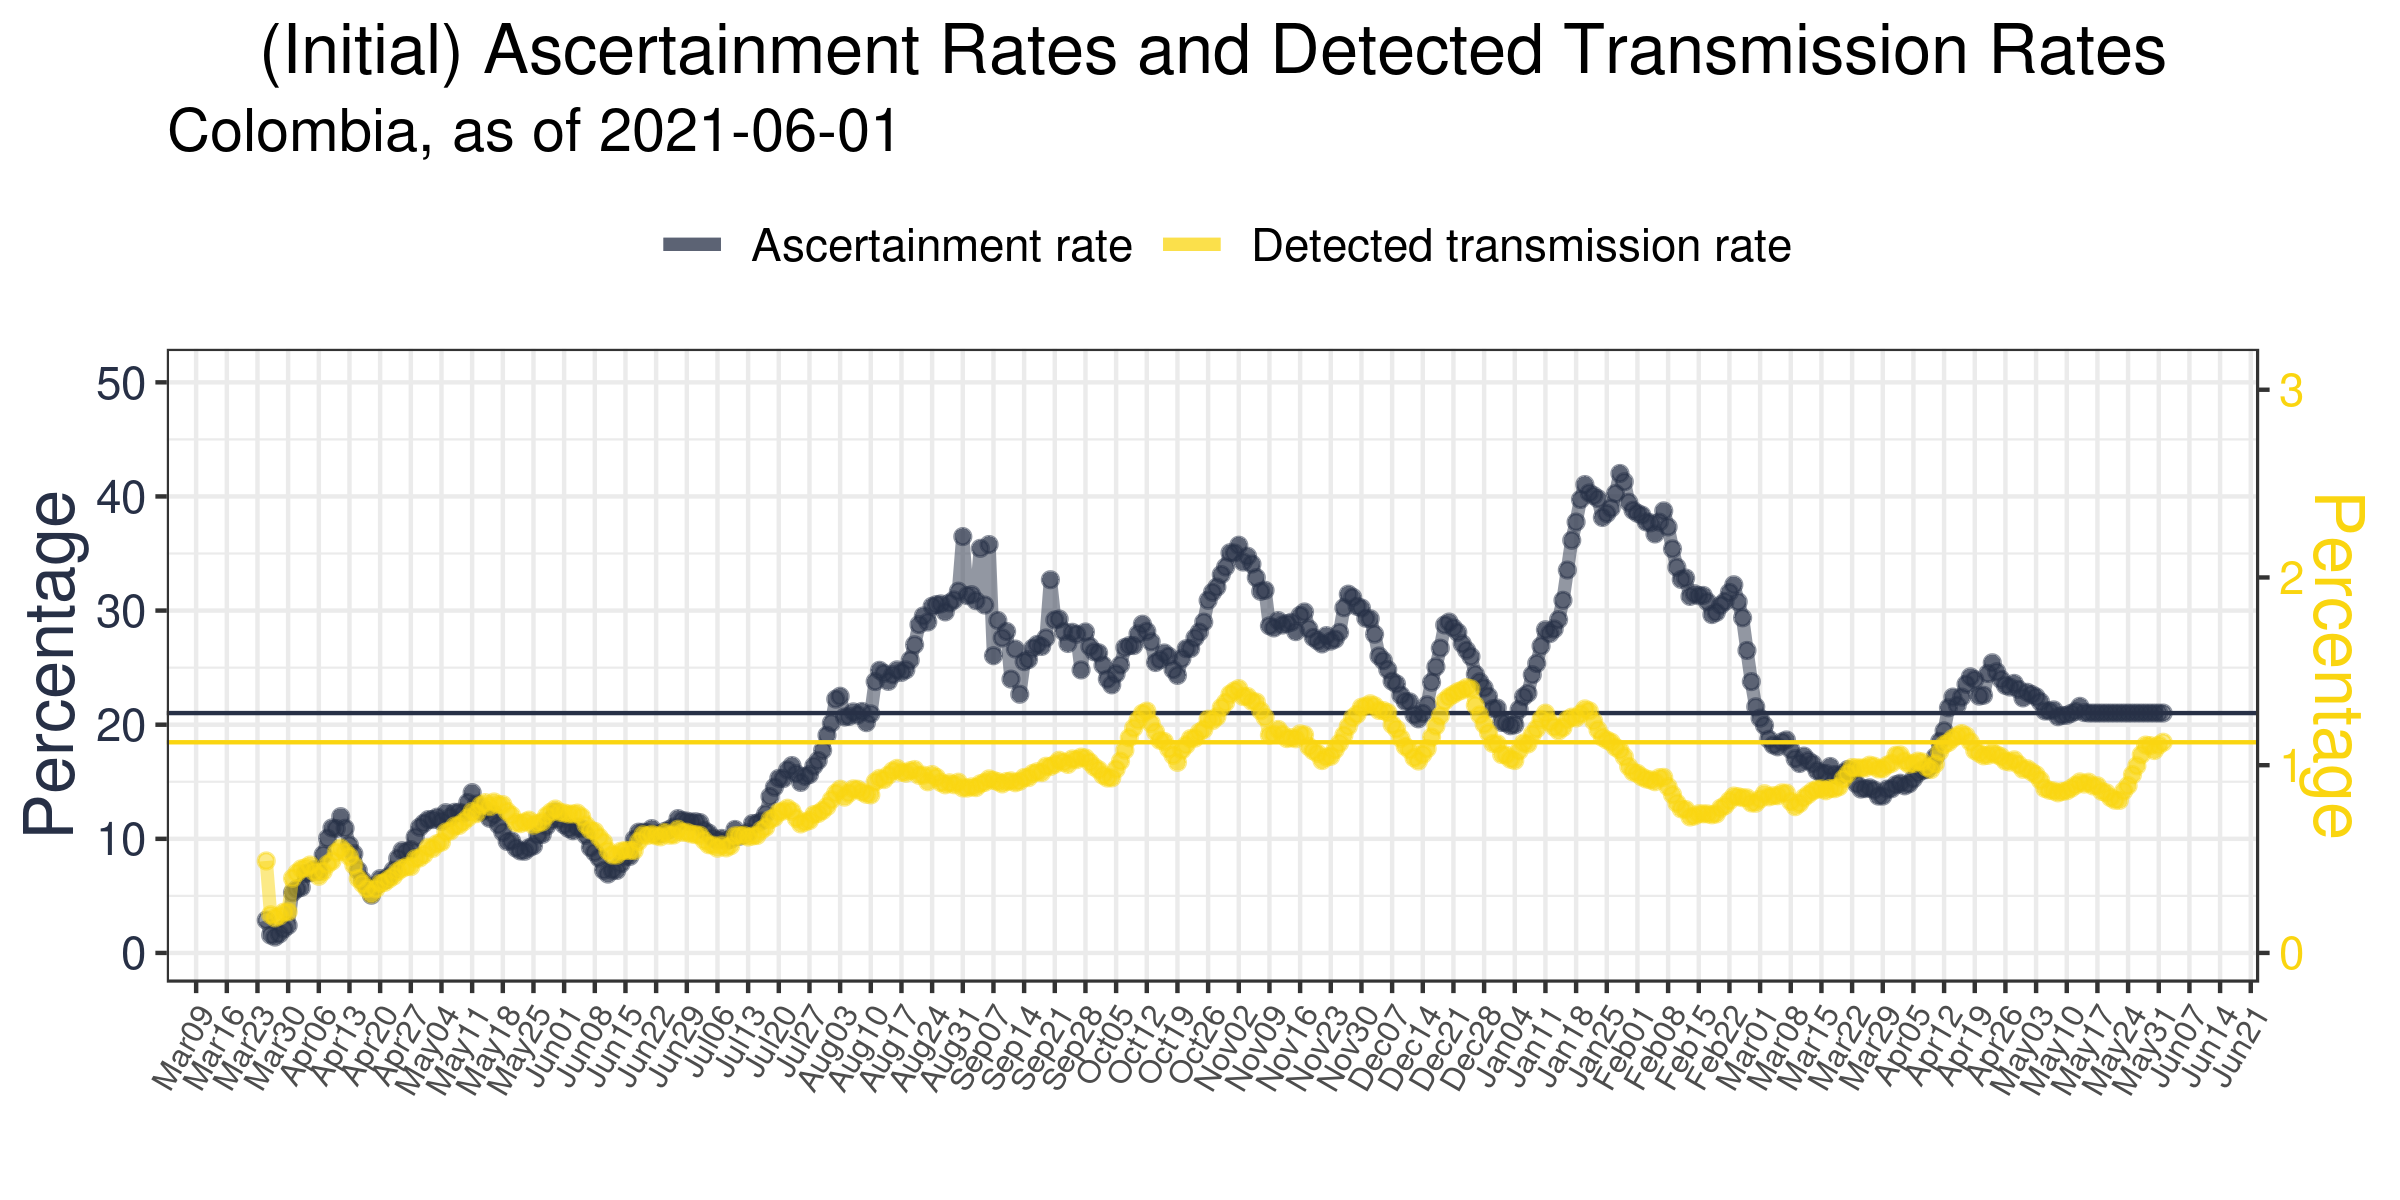 (Initial) Ascertainment Rates and Detected Transmission Rates
Colombia, as of 2021-06-01
Ascertainment rate
Detected transmission rate
Percentage
50
40
30
20
10
0
3
2
1
0
Percentage
Mar09
Mar16
Mar23
Mar30
Apr06
Apr13
Apr20
Apr27
May04
May11
May18
May25
Jun01
Jun08
Jun15
Jun22
Jun29
Jul06
Jul13
Jul20
Jul27
Aug03
Aug10
Aug17
Aug24
Aug31
Sep07
Sep14
Sep21
Sep28
Oct05
Oct12
Oct19
Oct26
Nov02
Nov09
Nov16
Nov23
Nov30
Dec07
Dec14
Dec21
Dec28
Jan04
Jan11
Jan18
Jan25
Feb01
Feb08
Feb15
Feb22
Mar01
Mar08
Mar15
Mar22
Mar29
Apr05
Apr12
Apr19
Apr26
May03
May10
May17
May24
May31
Jun07
Jun14
Jun21